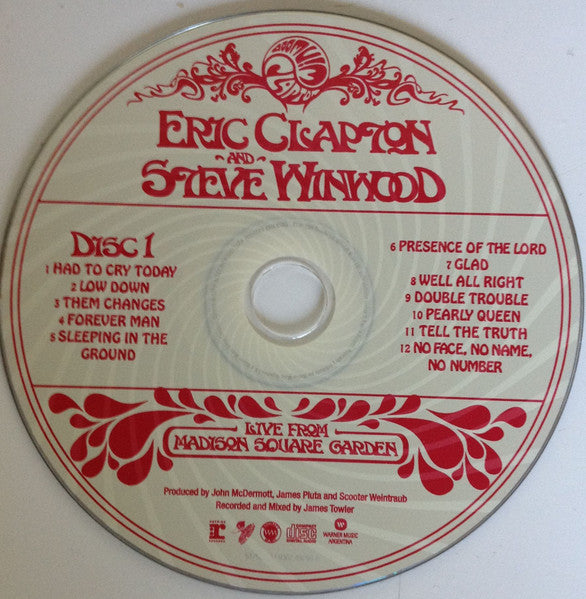 ERIC CLAPTON
AND
STEVE WINWOOD
DISC 1
1 HAD TO CRY TODAY
2 LOW DOWN
3 THEM CHANGES
4 FOREVER MAN
5 SLEEPING IN THE
GROUND
6 PRESENCE OF THE LORD
7 GLAD
8 WELL ALL RIGHT
9 DOUBLE TROUBLE
10 PEARLY QUEEN
11 TELL THE TRUTH
12 NO FACE, NO NAME,
NO NUMBER
LIVE FROM
MADISON SQUARE GARDEN
Produced by John McDermott, James Pluta and Scooter Weintraub
Recorded and Mixed by James Towler
COMPACT
disc
DIGITAL AUDIO
WARNER MUSIC
ARGENTINA